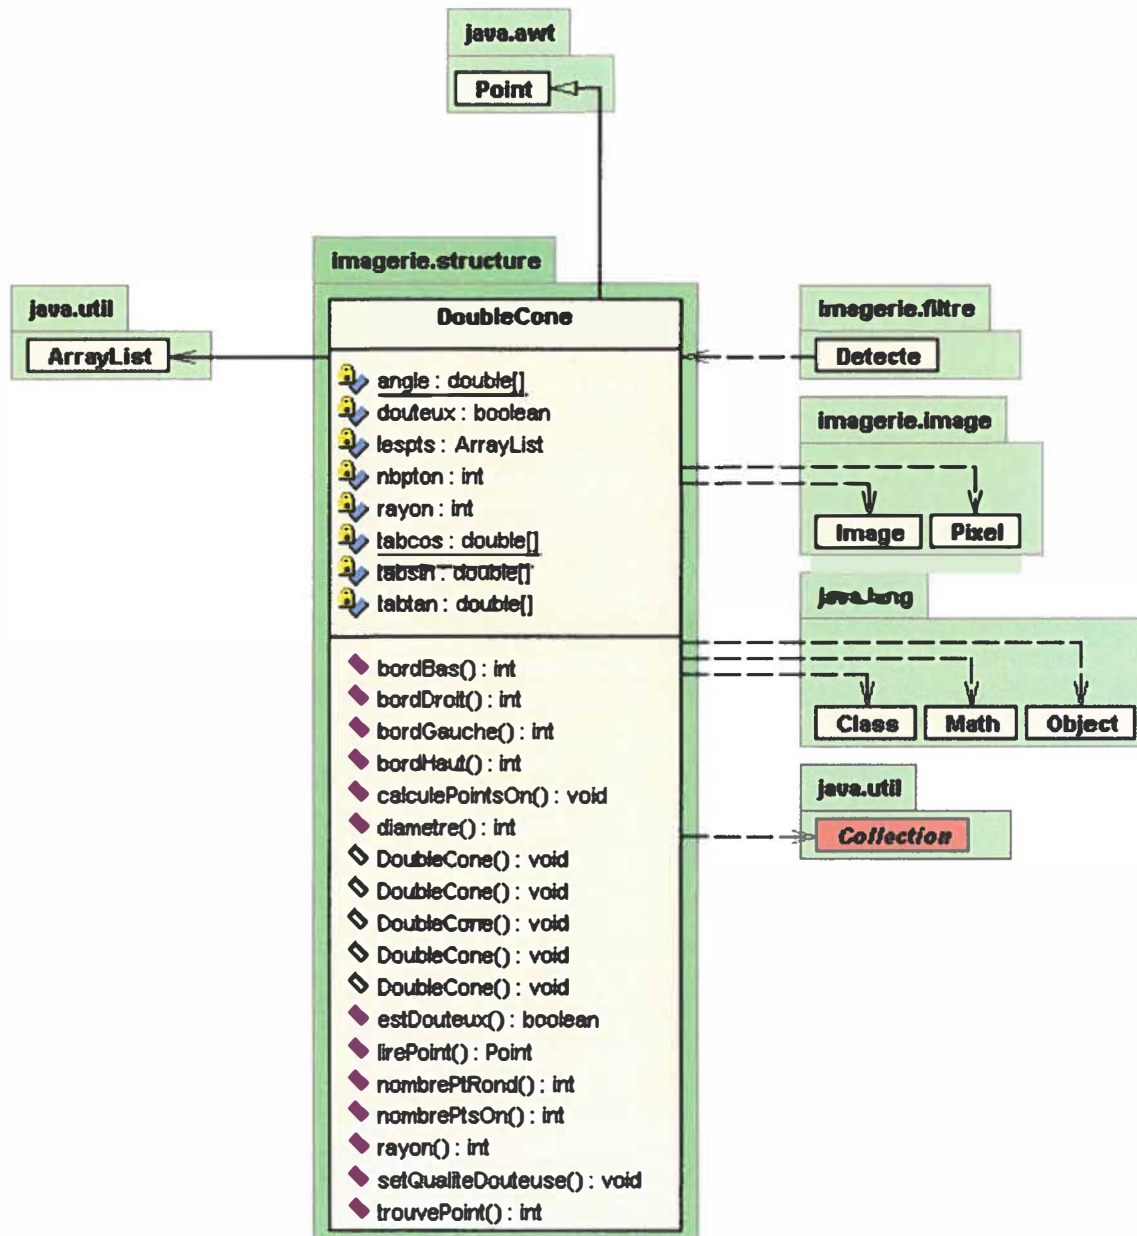 java.awt
Point
imagerie.structure
DoubleCone
java.util
ArrayList
angle : double[]
douteux : boolean
lespts : ArrayList
nbpton : int
rayon : int
tabcos : double[]
tabsin : double[]
tabtan : double[]
bordBas() : int
bordDroit() : int
bordGauche() : int
bordHaut() : int
calculePointsOn() : void
diametre() : int
DoubleCone() : void
DoubleCone() : void
DoubleCone() : void
DoubleCone() : void
DoubleCone() : void
estDouteux() : boolean
lirePoint() : Point
nombrePtRond() : int
nombrePtsOn() : int
rayon() : int
setQualiteDouteuse() : void
trouvePoint() : int
imagerie.filtre
Detecte
imagerie.image
Image Pixel
java.lang
Class Math Object
java.util
Collection